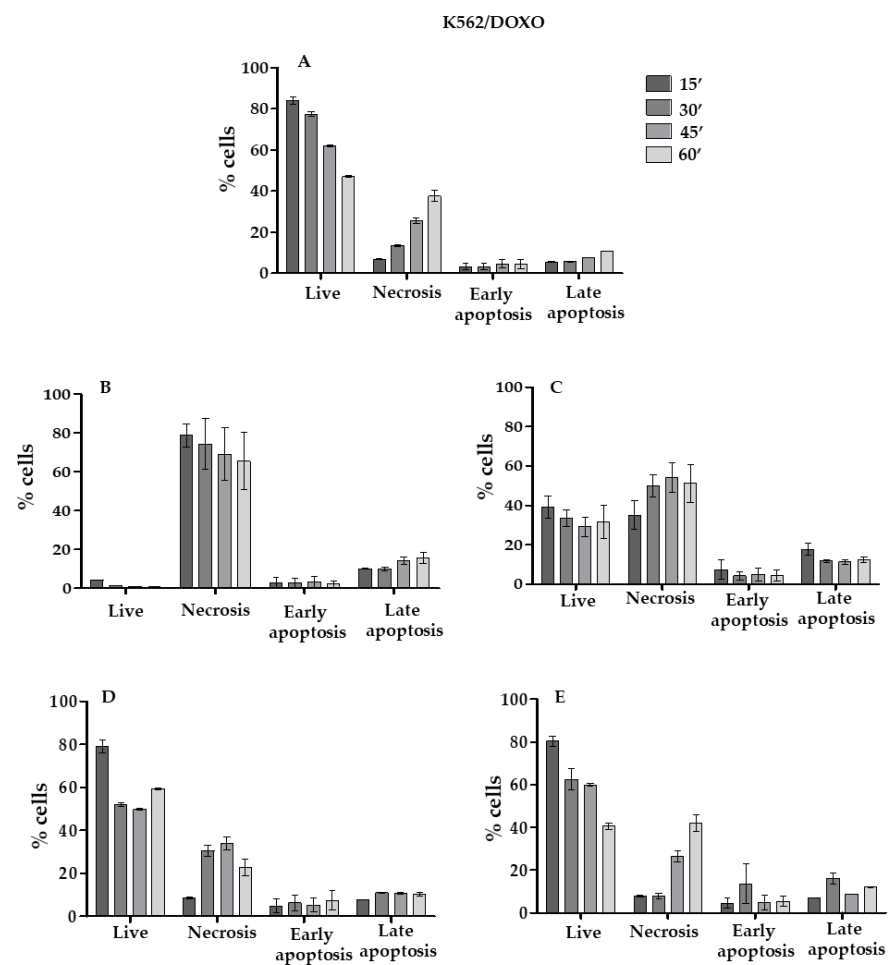 K562/DOXO
A
100
80
60
40
20
0
% cells
Live
Necrosis
Early
apoptosis
Late
apoptosis
15′
30′
45′
60′
B
100
80
60
40
20
0
% cells
Live
Necrosis
Early
apoptosis
Late
apoptosis
C
100
80
60
40
20
0
% cells
Live
Necrosis
Early
apoptosis
Late
apoptosis
D
100
80
60
40
20
0
% cells
Live
Necrosis
Early
apoptosis
Late
apoptosis
E
100
80
60
40
20
0
% cells
Live
Necrosis
Early
apoptosis
Late
apoptosis